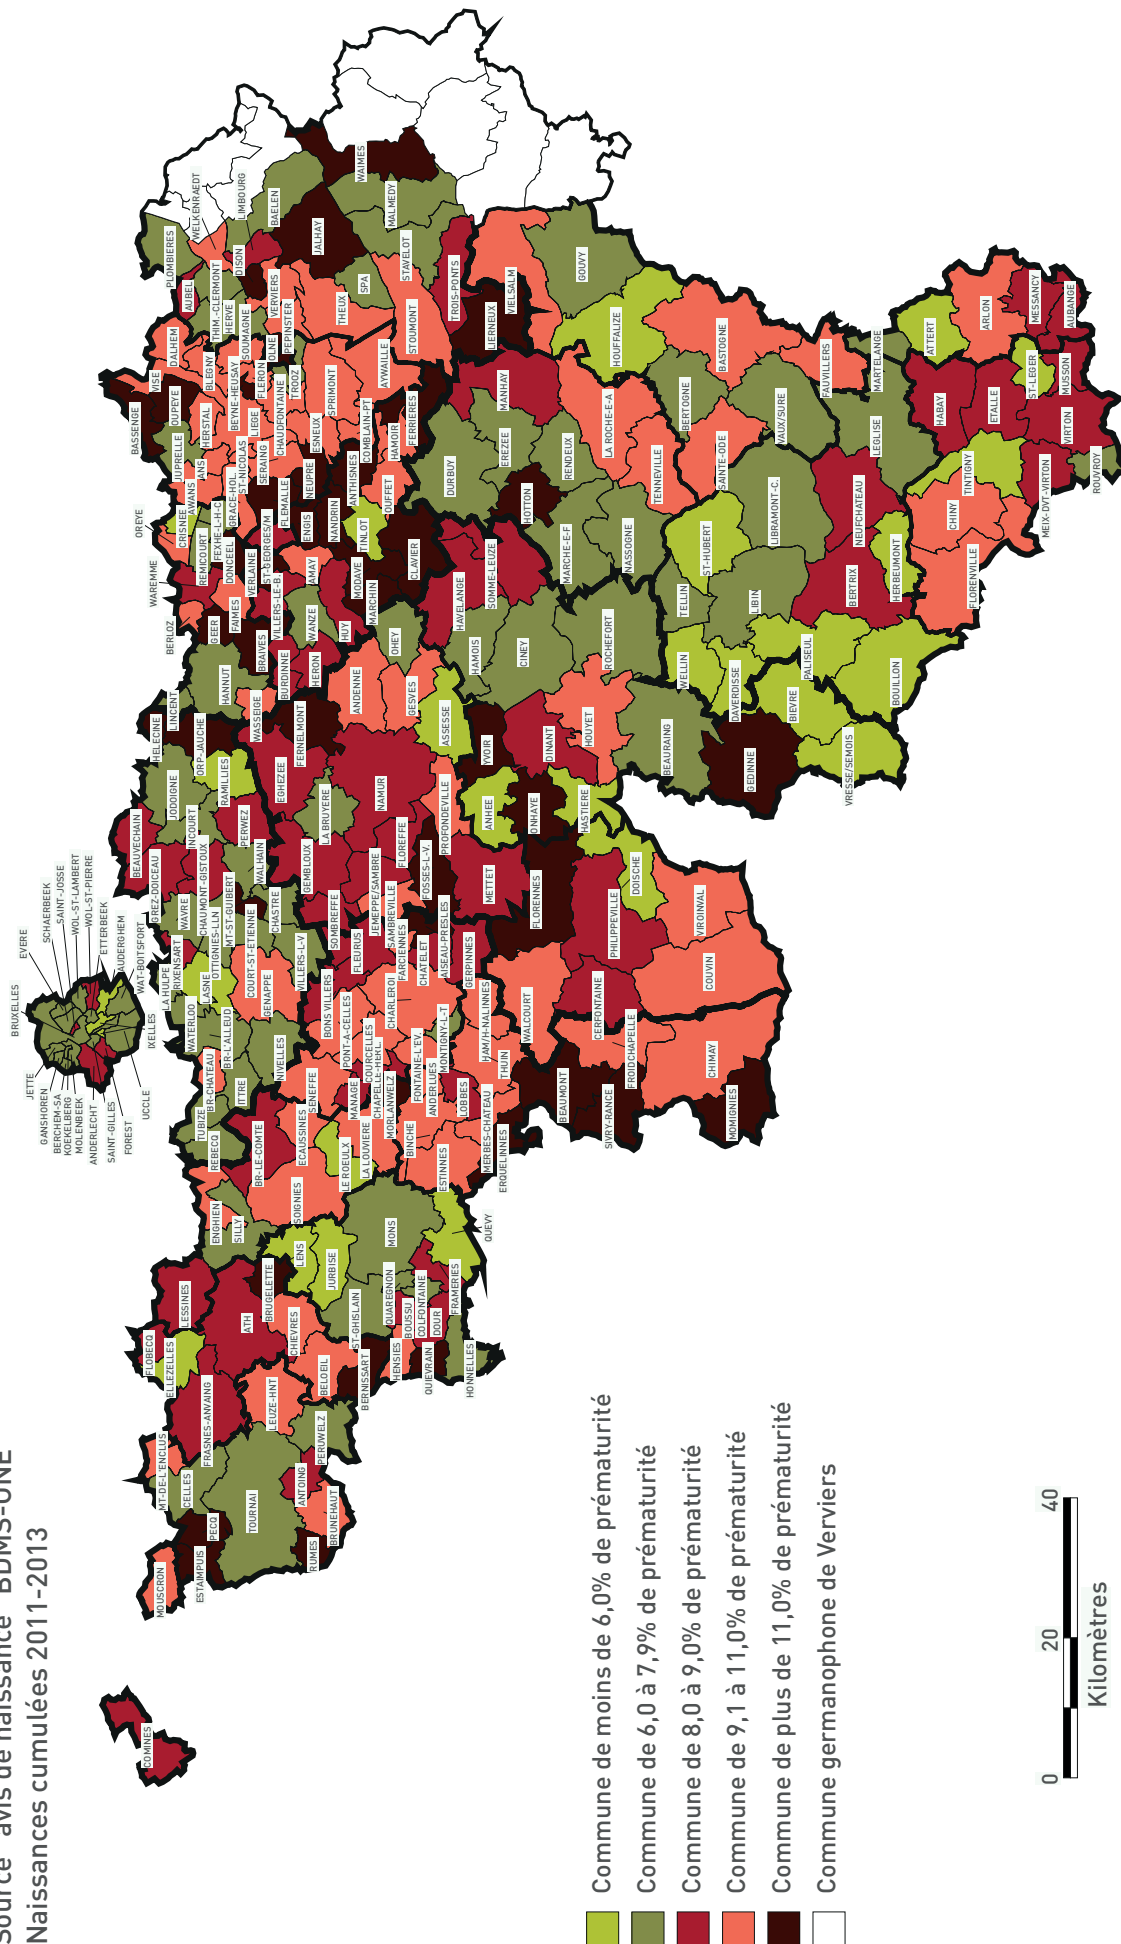 Source avis de naissance BDMS-ONE
Naissances cumulées 2011-2013
COMINES
MOUSCRON
ESTAIMPUIS
PECQ
MT-DE-L'ENCLUS
CELLES
TOURNAI
RUMES
BRUNEHAUT
ANTOING
PERUWELZ
FRASNES-ANVAING
LEUZE-HNT
FLOBECQ
ELLEZELLES
LESSINES
ATH
BRUGELETTE
CHIEVRES
BELOEIL
BERNISSART
ST-GHISLAIN
QUAREGNON
HENSIES
BOUSSU
COLFONTAINE
DOUR
QUIEVRAIN
FRAMERIES
HONNELLES
QUEVY
MONS
LENS
JURBISE
ENGHIEN
SILLY
SOIGNIES
BR-LE-COMTE
ECAUSSINES
LE ROEULX
LA LOUVIERE
BINCHE
ESTINNES
MORLANWELZ
CHAPELLE-HERL.
MANAGE
SENEFFE
COURCELLES
PONT-A-CELLES
FONTAINE-L'EV.
ANDERLUES
LOBBES
MERBES-CHATEAU
ERQUELINNES
THUIN
MONTIGNY-L-T
JAM/H-NALINNES
CHARLEROI
BONS VILLERS
FLEURUS
FARCIENNES
CHATELET
AISEAU-PRESLES
GERPINNES
BEAUMONT
SIVRY-RANCE
FROIDCHAPELLE
CHIMAY
MOMIGNIES
WALCOURT
CERFONTAINE
PHILIPPEVILLE
FLORENNES
COUVIN
VIROINVAL
DOISCHE
METTET
FOSSES-L-V.
SAMBREVILLE
JEMEPPE/SAMBRE
SOMBREFFE
GEMBLOUX
FLOREFFE
PROFONDEVILLE
NAMUR
LA BRUYERE
EGHEZEE
FERNELMONT
ANDENNE
GESVES
OHEY
ASSESSE
YVOIR
ANHEE
ONHAYE
HASTIERE
DINANT
HOUYET
BEAURAING
GEDINNE
VRESSE/SEMOIS
BIEVRE
ROCHEFORT
CINEY
HAMOIS
HAVELANGE
SOMME-LEUZE
TUBIZE
REBECQ
BR-CHATEAU
ITTRE
NIVELLES
BR-L'ALLEUD
WATERLOO
LASNE
LA HULPE
RIXENSART
OTTIGNIES-LLN
COURT-ST-ETIENNE
GENAPPE
VILLERS-L-V
WAVRE
GREZ-DOICEAU
CHAUMONT-GISTOUX
MT-ST-GUIBERT
CHASTRE
WALHAIN
BEAUVECHAIN
INCOURT
PERWEZ
JODOIGNE
RAMILLIES
ORP-JAUCHE
HELECINE
BRUXELLES
EVERE
SCHAERBEEK
SAINT-JOSSE
WOL-ST-LAMBERT
WOL-ST-PIERRE
ETTERBEEK
AUDERGHEM
WAT-BOITSFORT
IXELLES
UCCLE
FOREST
SAINT-GILLES
ANDERLECHT
MOLENBEEK
KOEKELBERG
BERCHEM-SA
GANSHOREN
JETTE
LINCENT
HANNUT
WASSEIGE
BRAIVES
BURDINNE
HERON
HUY
WANZE
VILLERS-LE-B.
VERLAINE
FAIMES
GEER
BERLOZ
WAREMME
OREYE
REMICOURT
DONCEEL
FEXHE-L-H-C.
CRISNEE
AWANS
ST-GEORGES/M
AMAY
MODAVE
MARCHIN
CLAVIER
TINLOT
NANDRIN
ENGIS
FLEMALLE
NEUPRE
ANTHISNES
OUFFET
HAMOIR
FERRIERES
COMBLAIN-PT
ESNEUX
SERAING
ST-NICOLAS
GRACE-HOL.
ANS
JUPRELLE
HERSTAL
LIEGE
CHAUDFONTAINE
BEYNE-HEUSAY
FLERON
TROOZ
SPRIMONT
AYWAILLE
OUPEYE
BASSENGE
VISE
BLEGNY
DALHEM
SOUMAGNE
OLNE
PEPINSTER
HERVE
THIM.-CLERMONT
AUBEL
PLOMBIERES
WELKENRAEDT
LIMBOURG
DISON
VERVIERS
BAELEN
JALHAY
THEUX
SPA
STAVELOT
STOUMONT
MALMEDY
WAIMES
TROIS-PONTS
LIERNEUX
VIELSALM
GOUVY
HOUFFALIZE
MANHAY
EREZEE
DURBUY
HOTTON
RENDEUX
MARCHE-E-F
NASSOGNE
LA ROCHE-E-A
TENNEVILLE
BERTOGNE
BASTOGNE
SAINTE-ODE
VAUX/SURE
FAUVILLERS
MARTELANGE
LEGLISE
LIBRAMONT-C.
ST-HUBERT
TELLIN
LIBIN
WELLIN
DAVERDISSE
PALISEUL
BOUILLON
BERTRIX
HERBEUMONT
NEUFCHATEAU
CHINY
FLORENVILLE
TINTIGNY
HABAY
ETALLE
ATTERT
ARLON
MESSANCY
AUBANGE
ST-LEGER
MUSSON
VIRTON
MEIX-DVT-VIRTON
ROUVROY
Commune de moins de 6,0% de prématurité
Commune de 6,0 à 7,9% de prématurité
Commune de 8,0 à 9,0% de prématurité
Commune de 9,1 à 11,0% de prématurité
Commune de plus de 11,0% de prématurité
Commune germanophone de Verviers
0 20 40
Kilomètres